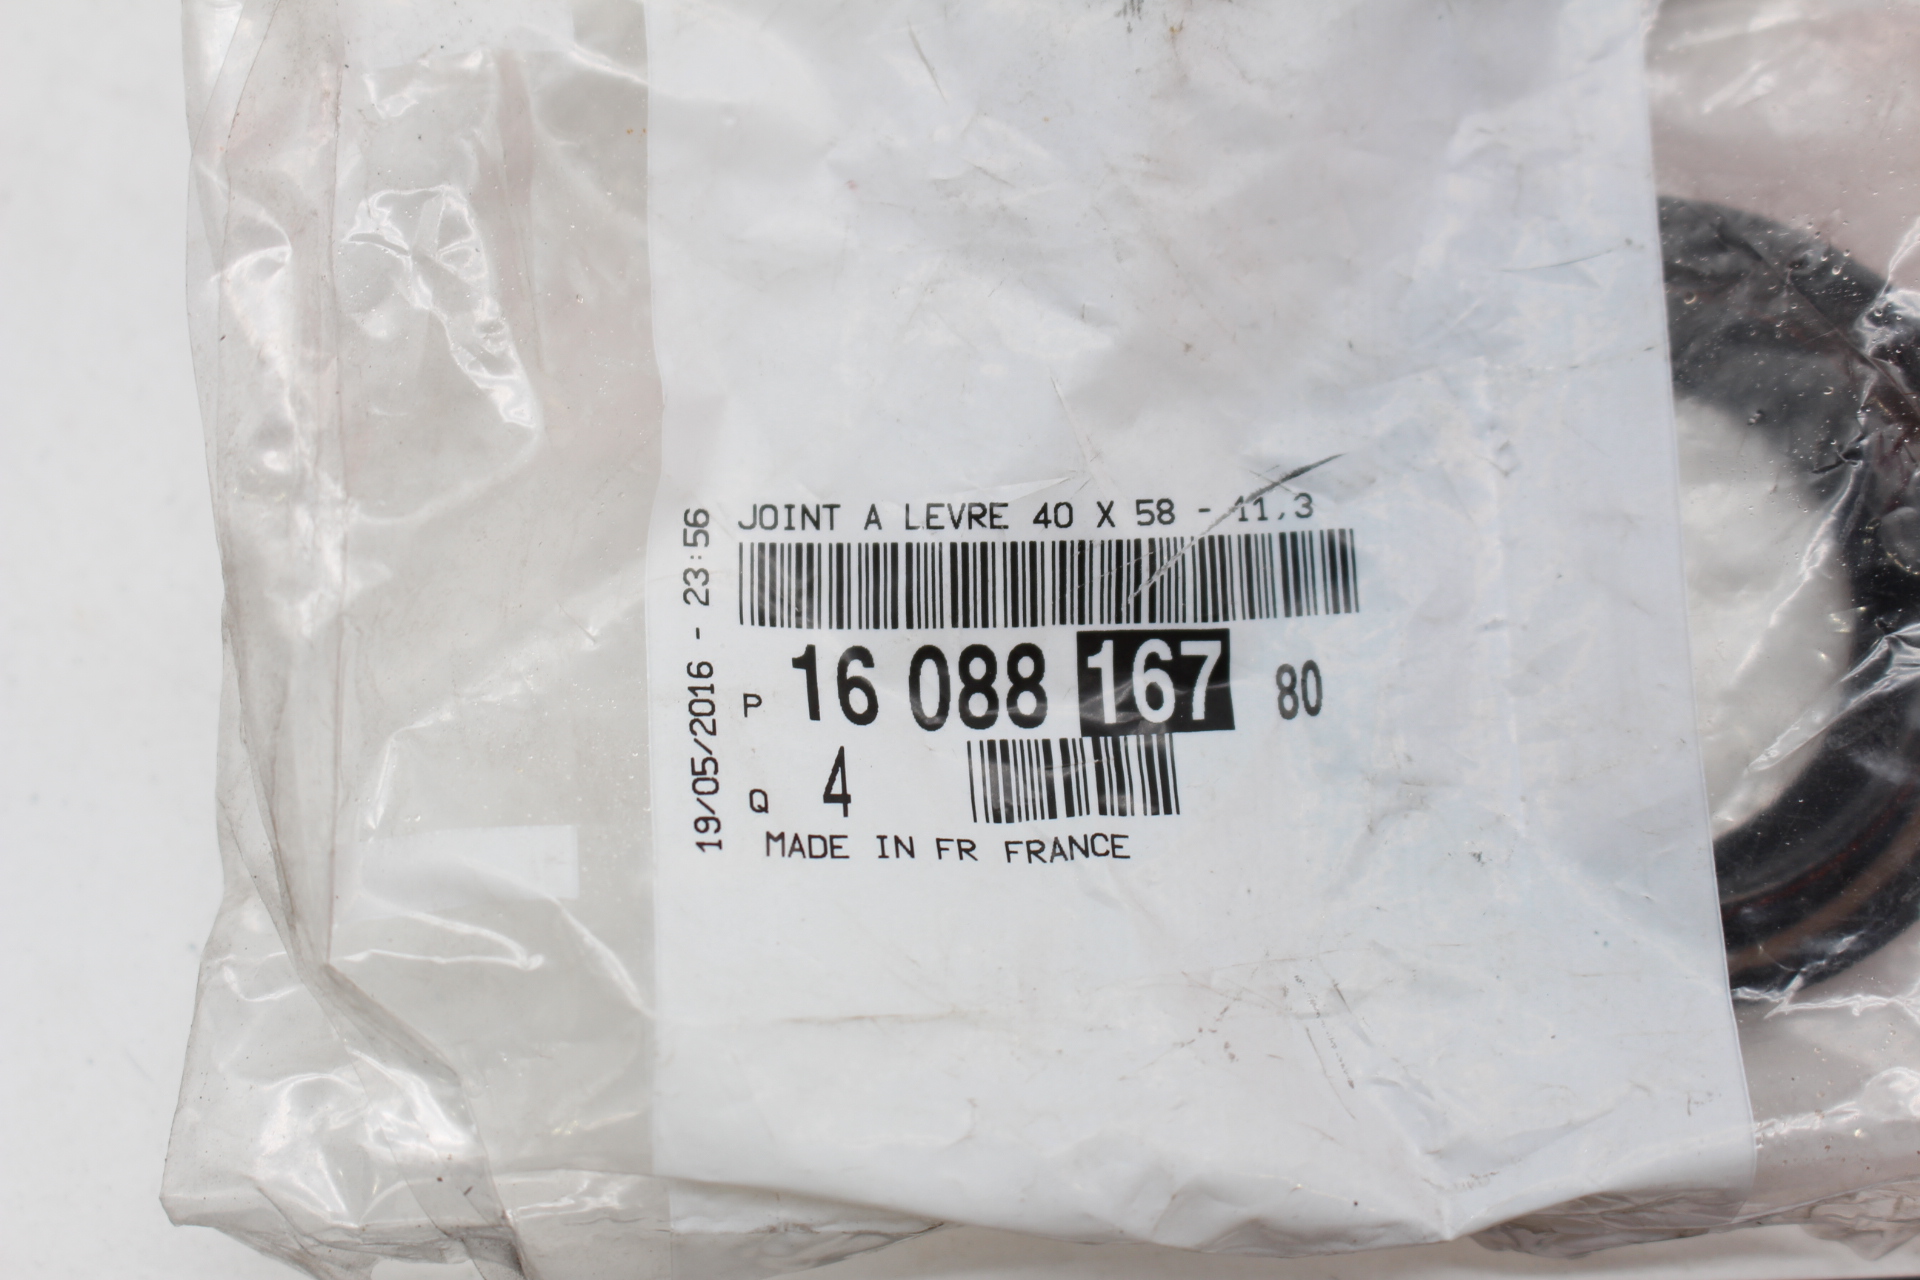 JOINT A LEVRE 40 X 58 - 11,3
P 16 088 167 80
Q 4
MADE IN FR FRANCE
19/05/2016 - 23:56